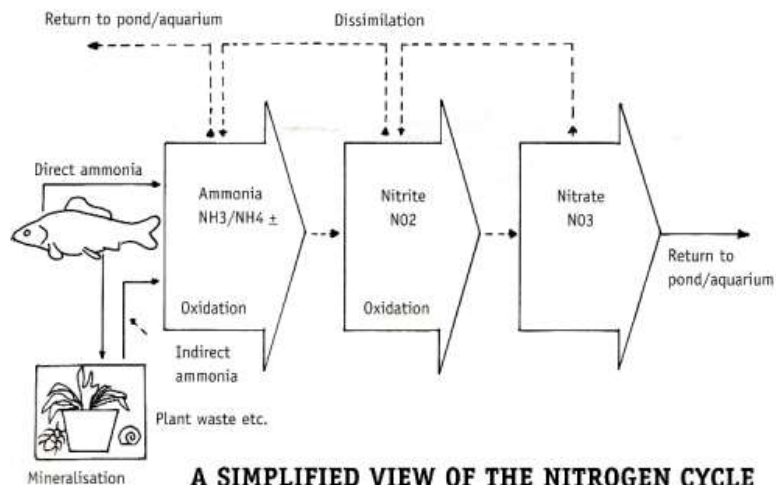 Return to pond/aquarium
Dissimilation
Direct ammonia
Ammonia
NH3/NH4 ±
Oxidation
Nitrite
NO2
Oxidation
Nitrate
NO3
Return to
pond/aquarium
Indirect
ammonia
Plant waste etc.
Mineralisation
A SIMPLIFIED VIEW OF THE NITROGEN CYCLE